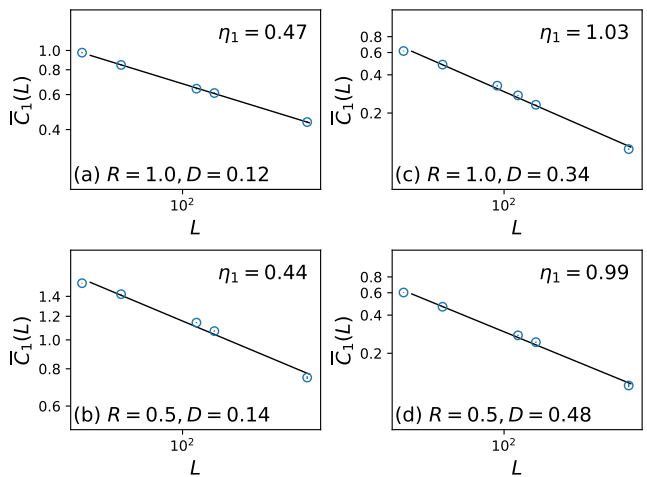 η₁ = 0.47
1.0
0.8
0.6
0.4
C̅₁(L)
(a) R = 1.0, D = 0.12
10²
L
η₁ = 1.03
0.8
0.6
0.4
0.2
C̅₁(L)
(c) R = 1.0, D = 0.34
10²
L
η₁ = 0.44
1.4
1.2
1.0
0.8
0.6
C̅₁(L)
(b) R = 0.5, D = 0.14
10²
L
η₁ = 0.99
0.8
0.6
0.4
0.2
C̅₁(L)
(d) R = 0.5, D = 0.48
10²
L